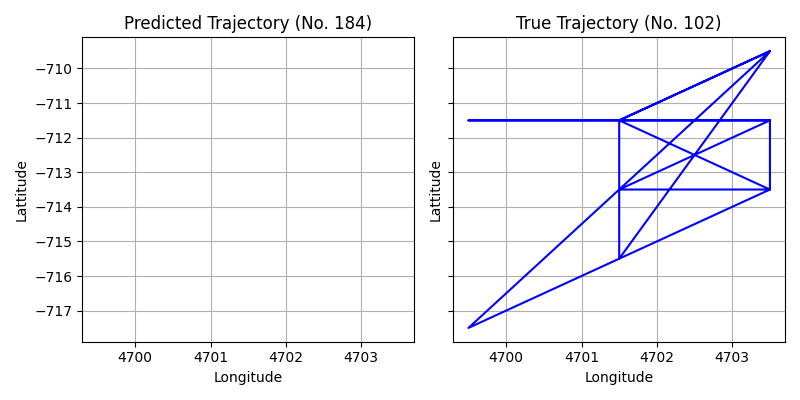 Predicted Trajectory (No. 184)
True Trajectory (No. 102)
−710
−711
−712
−713
−714
−715
−716
−717
Lattitude
Lattitude
4700 4701 4702 4703
4700 4701 4702 4703
Longitude
Longitude